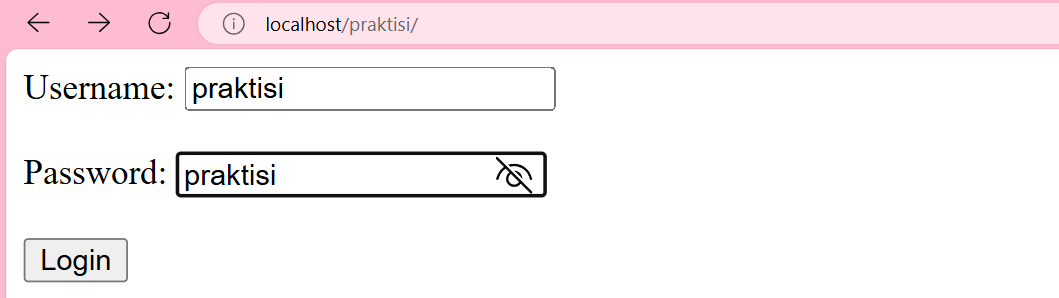 localhost/praktisi/
Username: praktisi
Password: praktisi
Login